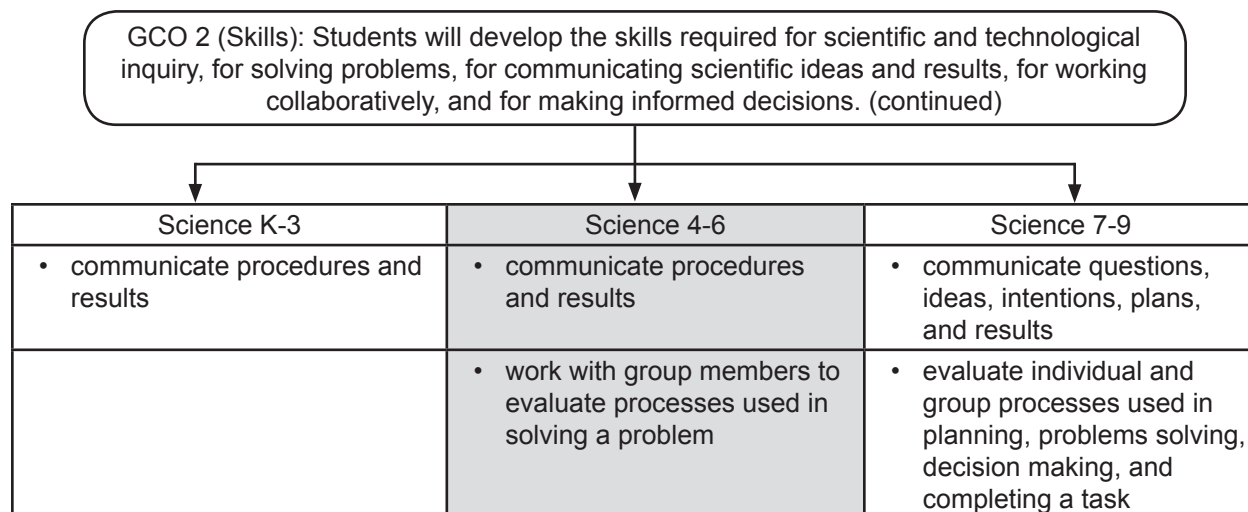 GCO 2 (Skills): Students will develop the skills required for scientific and technological
inquiry, for solving problems, for communicating scientific ideas and results, for working
collaboratively, and for making informed decisions. (continued)
Science K-3
Science 4-6
Science 7-9
• communicate procedures and
results
• communicate procedures
and results
• communicate questions,
ideas, intentions, plans,
and results
• work with group members to
evaluate processes used in
solving a problem
• evaluate individual and
group processes used in
planning, problems solving,
decision making, and
completing a task